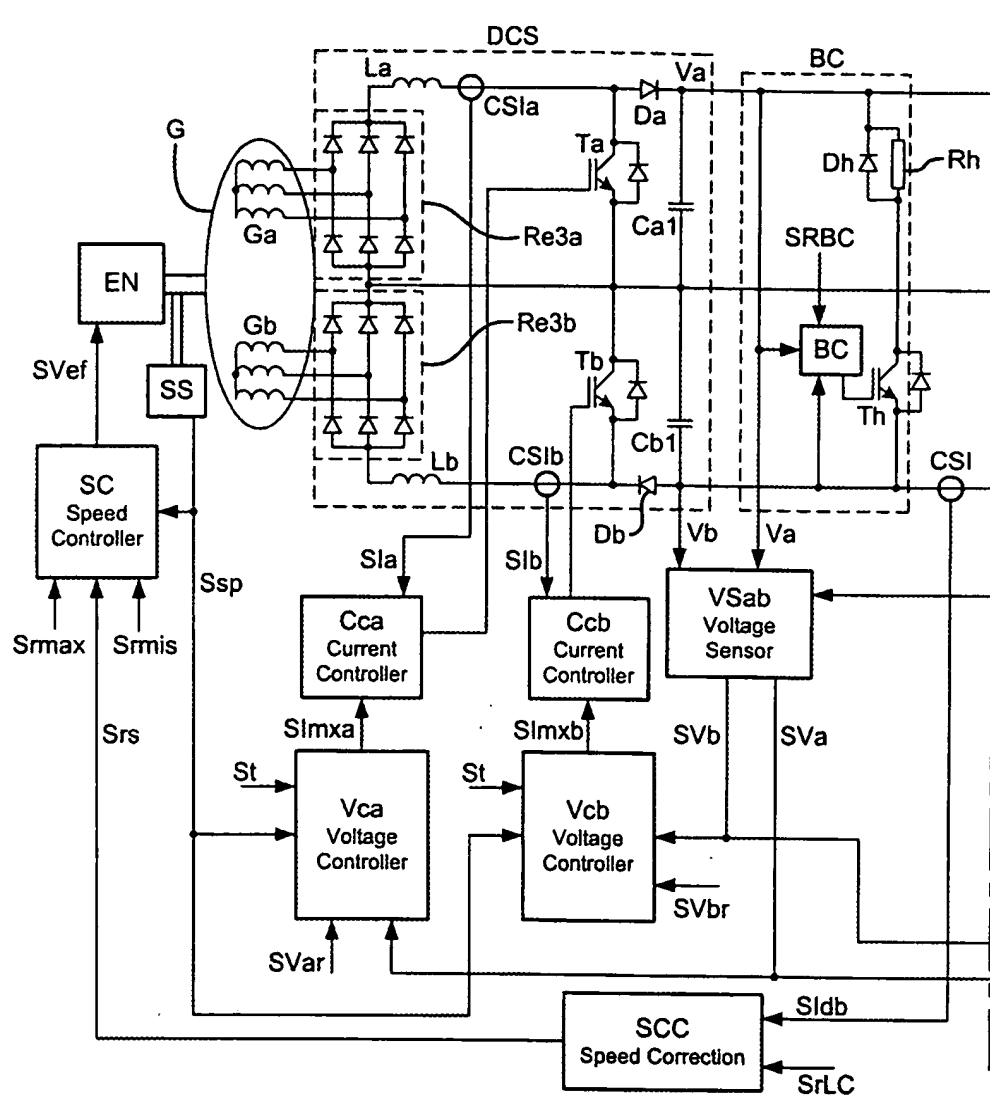 DCS
BC
La
Va
CSIa
Da
G
Ta
Dh
Rh
Ga
Re3a
Ca1
SRBC
EN
Gb
Re3b
BC
SVef
SS
Tb
Th
Cb1
Lb
CSIb
CSI
SC
Speed
Controller
Db
Vb
Va
SIa
SIb
Ssp
Cca
Current
Controller
Ccb
Current
Controller
VSab
Voltage
Sensor
Srmax
Srmis
Srs
SImxa
SImxb
SVb
SVa
St
St
Vca
Voltage
Controller
Vcb
Voltage
Controller
SVbr
SVar
SIdb
SCC
Speed Correction
SrLC